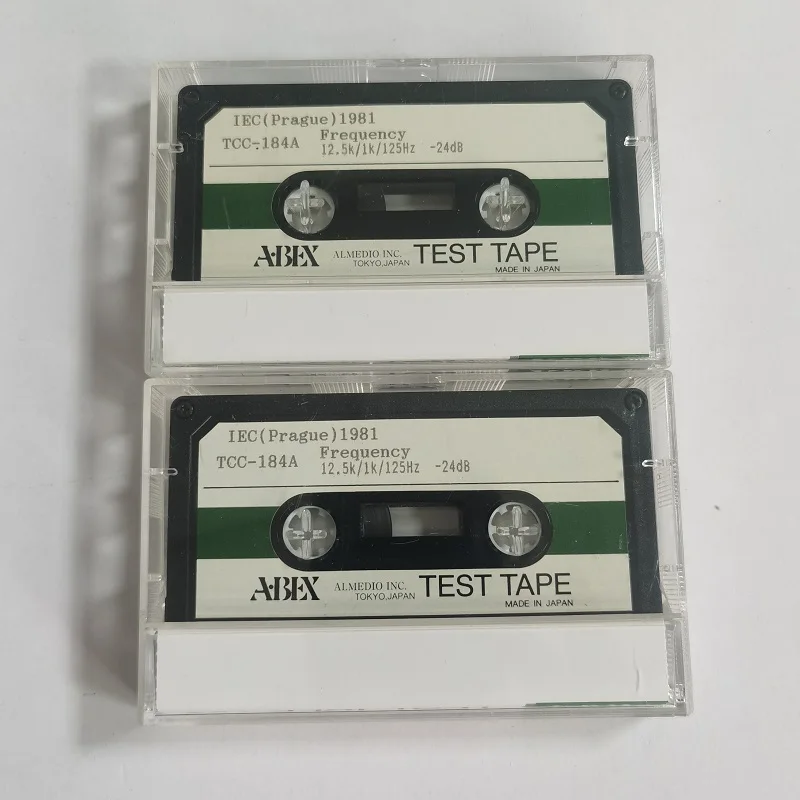 IEC(Prague)1981
TCC-184A Frequency
12.5k/1k/125Hz -24dB
A·BEX ALMEDIO INC. TEST TAPE
TOKYO,JAPAN
MADE IN JAPAN
IEC(Prague)1981
TCC-184A Frequency
12.5k/1k/125Hz -24dB
A·BEX ALMEDIO INC. TEST TAPE
TOKYO,JAPAN
MADE IN JAPAN